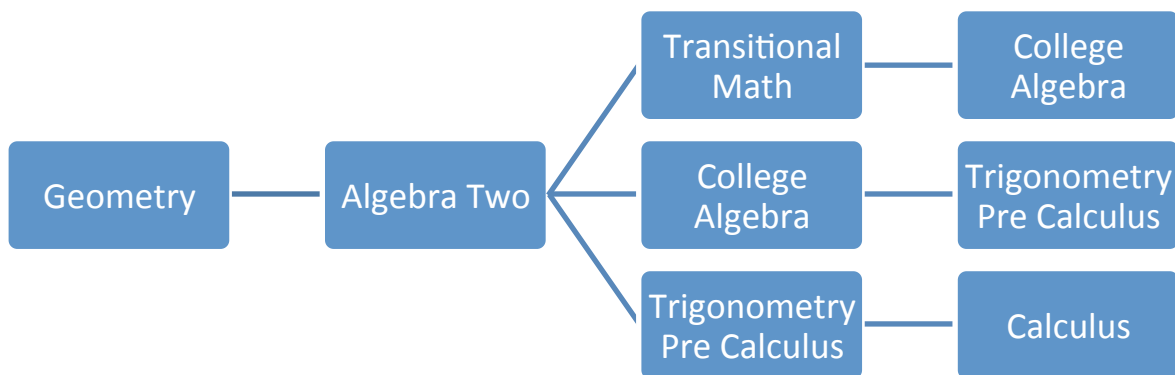 Geometry
Algebra Two
Transitional
Math
College
Algebra
College
Algebra
Trigonometry
Pre Calculus
Trigonometry
Pre Calculus
Calculus